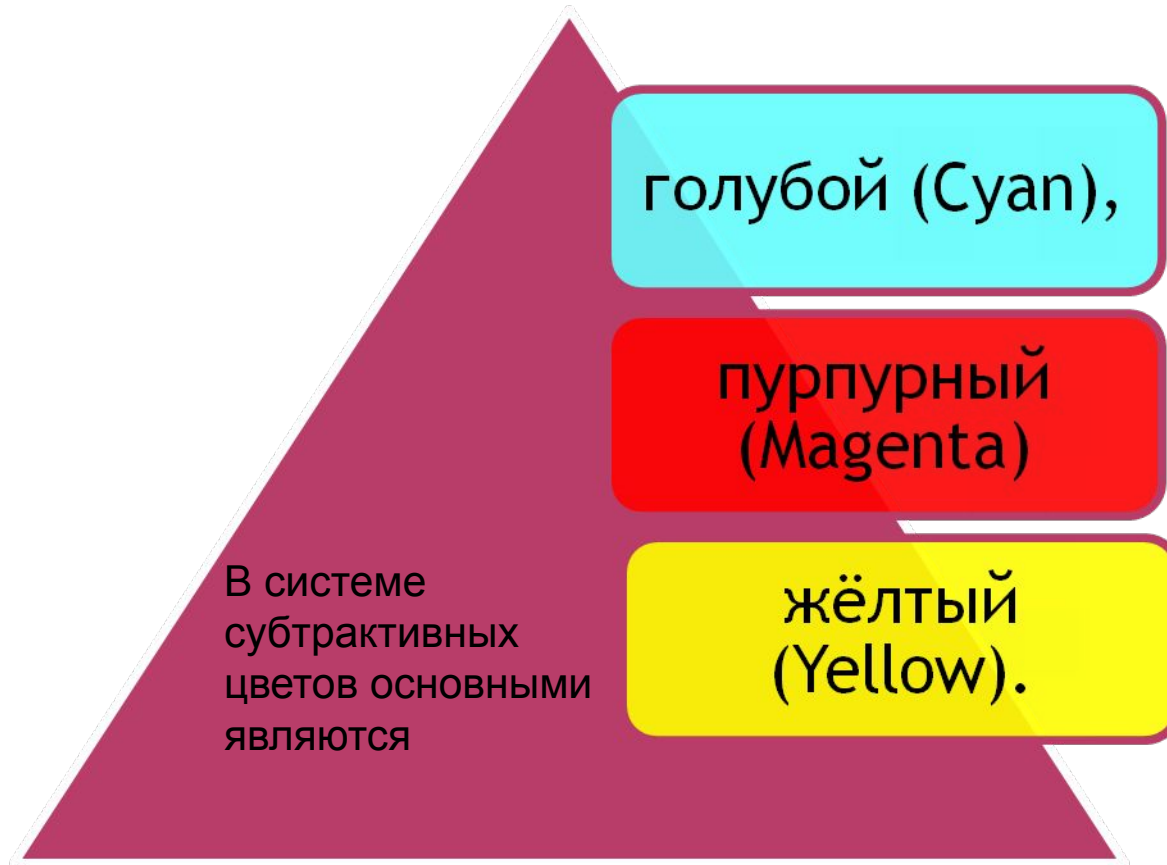 голубой (Cyan),
пурпурный
(Magenta)
жёлтый
(Yellow).
В системе
субтрактивных
цветов основными
являются